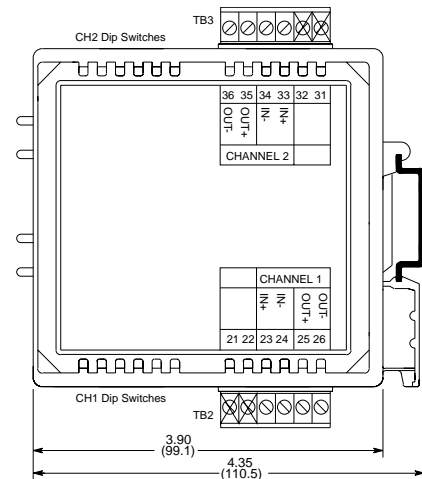 TB3
CH2 Dip Switches
36 35 34 33 32 31
OUT- OUT+ IN- IN+
CHANNEL 2
CHANNEL 1
IN+ IN- OUT+ OUT-
21 22 23 24 25 26
CH1 Dip Switches
TB2
3.90
(99.1)
4.35
(110.5)